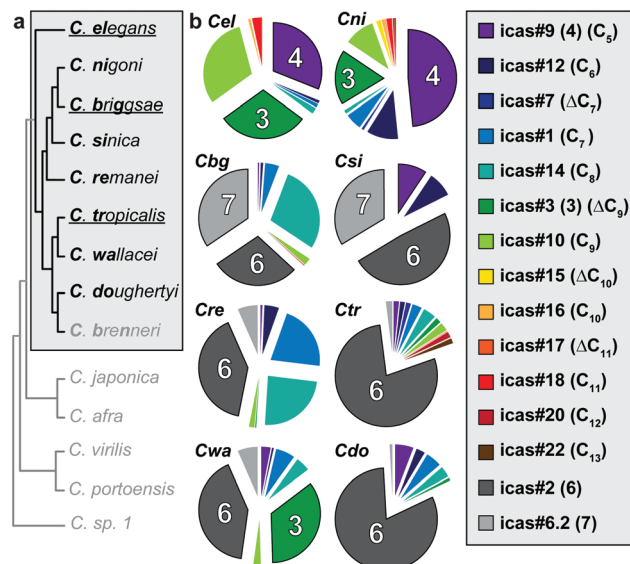 a
C. elegans
C. nigoni
C. briggsae
C. sinica
C. remanei
C. tropicalis
C. wallacei
C. doughertyi
C. brenneri
C. japonica
C. afra
C. virilis
C. portoensis
C. sp. 1
b
Cel
4
3
Cni
4
3
Cbg
7
6
Csi
7
6
Cre
6
Ctr
6
Cwa
6
3
Cdo
6
icas#9 (4) (C₅)
icas#12 (C₆)
icas#7 (ΔC₇)
icas#1 (C₇)
icas#14 (C₈)
icas#3 (3) (ΔC₉)
icas#10 (C₉)
icas#15 (ΔC₁₀)
icas#16 (C₁₀)
icas#17 (ΔC₁₁)
icas#18 (C₁₁)
icas#20 (C₁₂)
icas#22 (C₁₃)
icas#2 (6)
icas#6.2 (7)